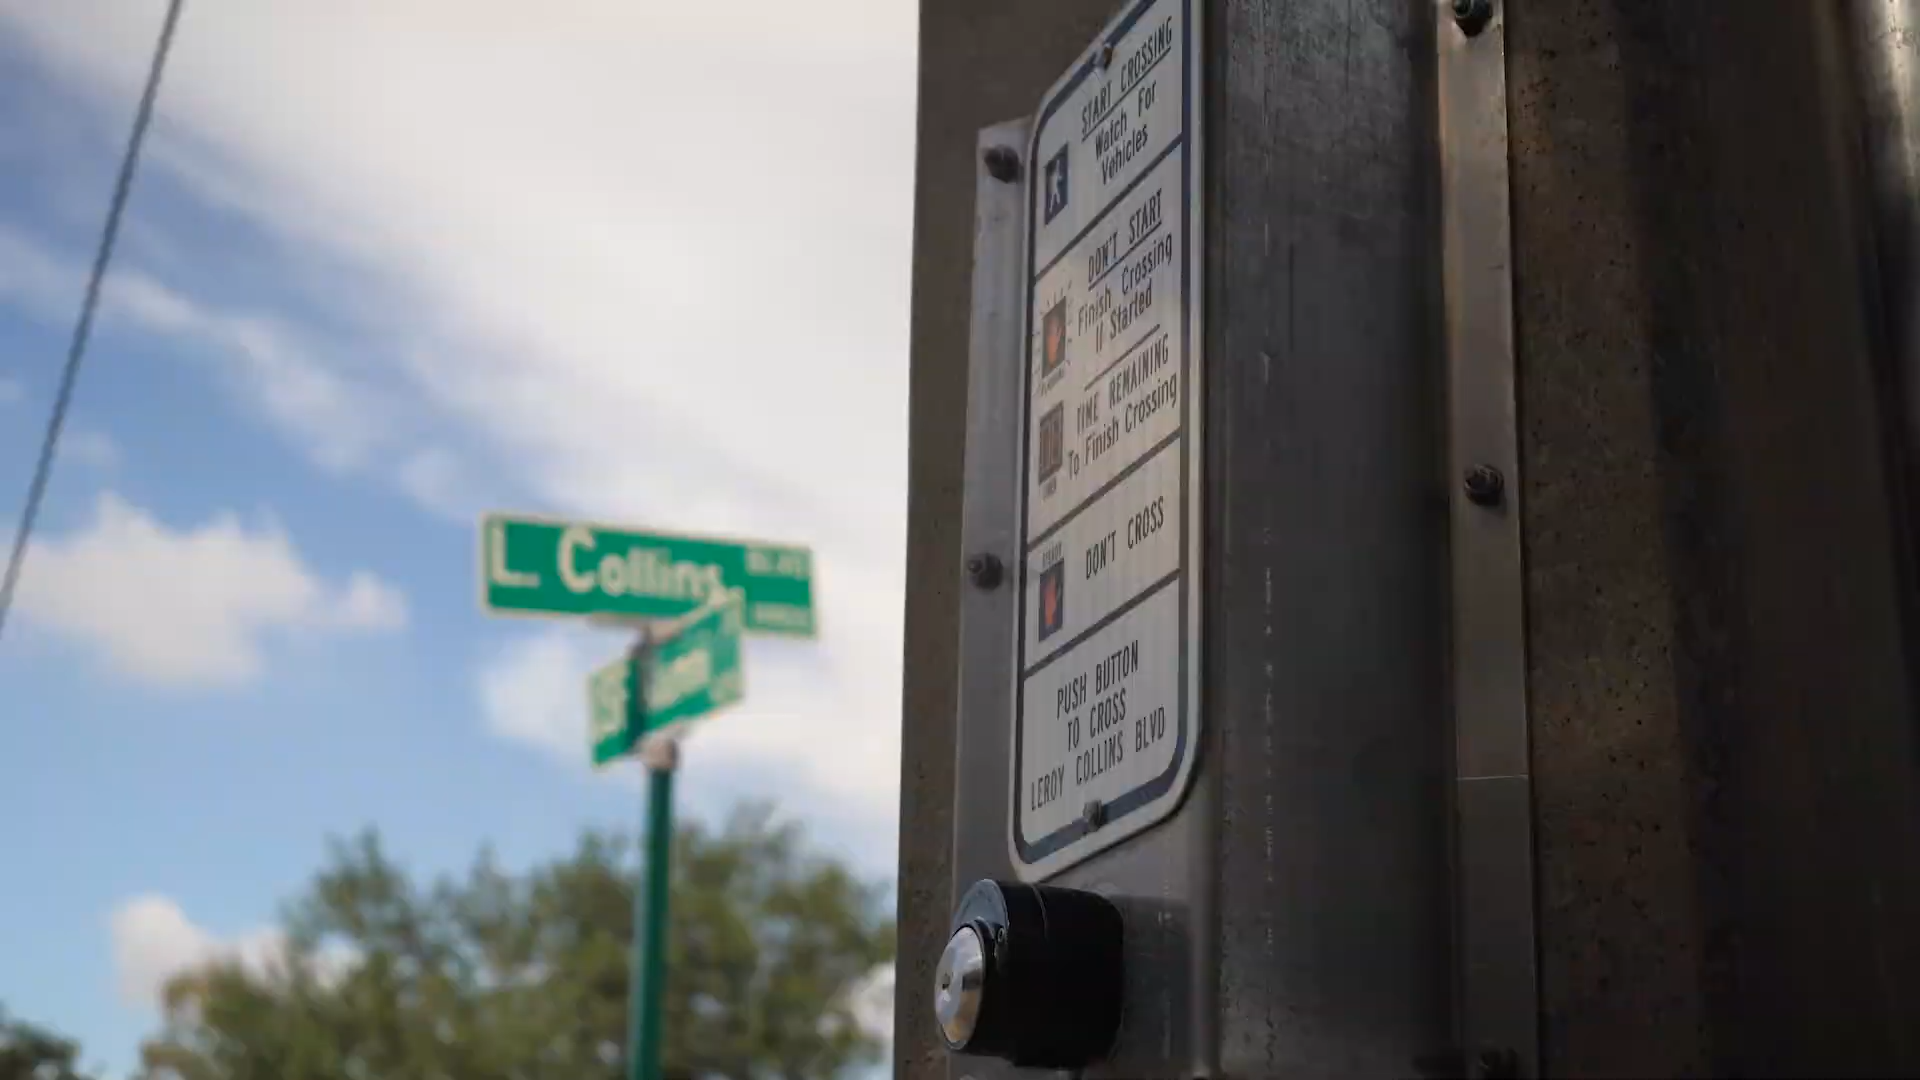 L. Collins BLVD
START CROSSING
Watch For
Vehicles
DON'T START
Finish Crossing
If Started
TIME REMAINING
To Finish Crossing
DON'T CROSS
PUSH BUTTON
TO CROSS
LEROY COLLINS BLVD